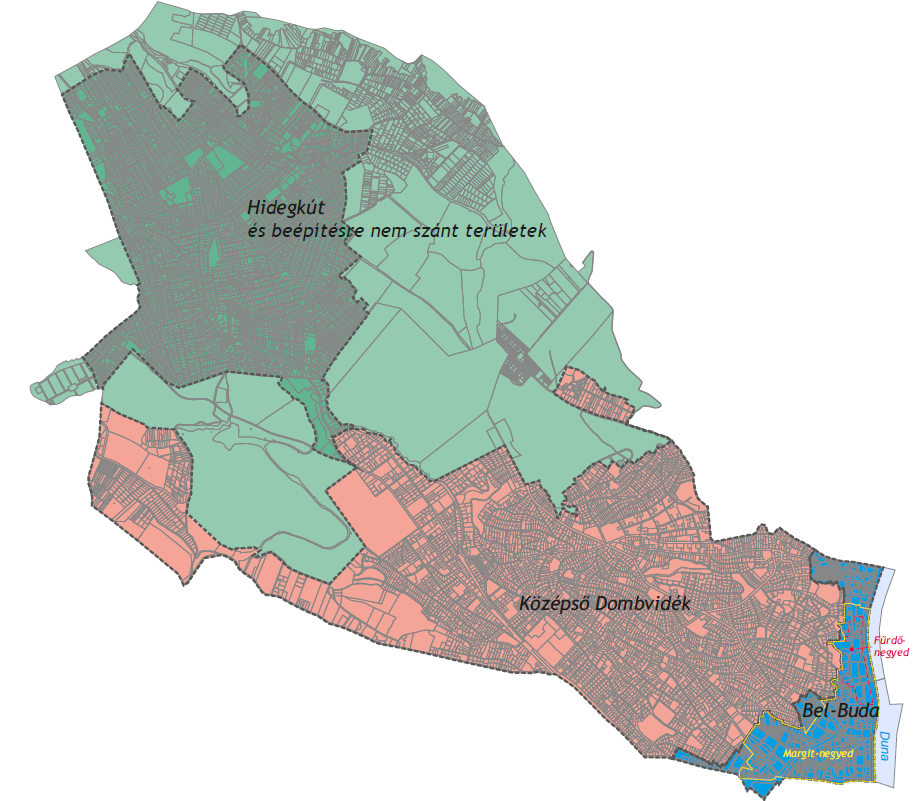 Hidegkút
és beépítésre nem szánt területek
Középső Dombvidék
Fürdő-
negyed
Bel-Buda
Duna
Margit-negyed